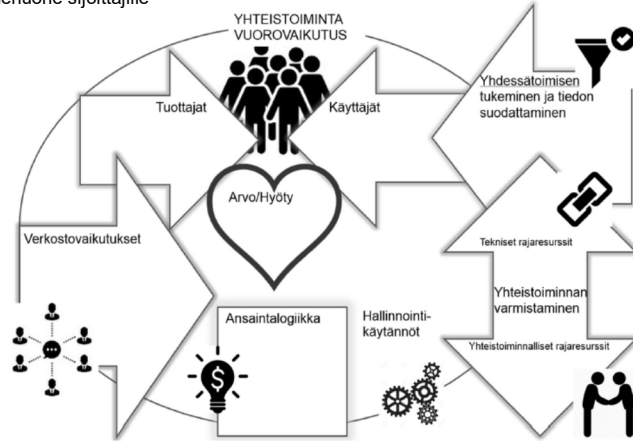 sijoittajille
YHTEISTOIMINTA
VUOROVAIKUTUS
Tuottajat
Käyttäjät
Yhdessätoimisen
tukeminen ja tiedon
suodattaminen
Arvo/Hyöty
Verkostovaikutukset
Tekniset rajaresurssit
Yhteistoiminnan
varmistaminen
Ansaintalogiikka
Hallinnointi-
käytännöt
Yhteistoiminnalliset rajaresurssit
$